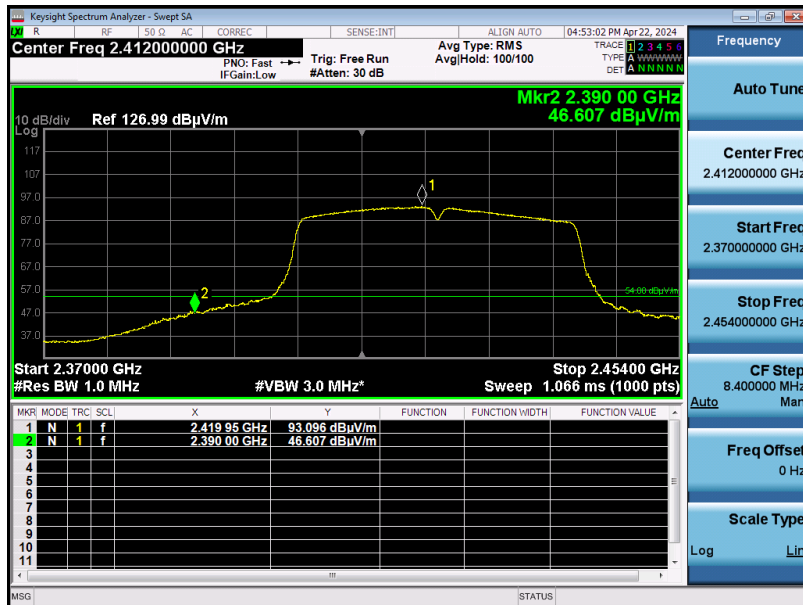 Keysight Spectrum Analyzer - Swept SA
LXI R RF 50 Ω AC CORREC SENSE:INT ALIGN AUTO 04:53:02 PM Apr 22, 2024
Center Freq 2.412000000 GHz
PNO: Fast
IFGain:Low
Trig: Free Run
#Atten: 30 dB
Avg Type: RMS
Avg|Hold: 100/100
TRACE 1 2 3 4 5 6
TYPE A WWWWW
DET A N N N N N
Mkr2 2.390 00 GHz
46.607 dBµV/m
10 dB/div Ref 126.99 dBµV/m
Log
117
107
97.0
87.0
77.0
67.0
57.0
47.0
37.0
1
2
54.00 dBµV/m
Start 2.37000 GHz Stop 2.45400 GHz
#Res BW 1.0 MHz #VBW 3.0 MHz* Sweep 1.066 ms (1000 pts)
MKR MODE TRC SCL X Y FUNCTION FUNCTION WIDTH FUNCTION VALUE
1 N 1 f 2.419 95 GHz 93.096 dBµV/m
2 N 1 f 2.390 00 GHz 46.607 dBµV/m
3
4
5
6
7
8
9
10
11
MSG STATUS
Frequency
Auto Tune
Center Freq
2.412000000 GHz
Start Freq
2.370000000 GHz
Stop Freq
2.454000000 GHz
CF Step
8.400000 MHz
Auto Man
Freq Offset
0 Hz
Scale Type
Log Lin